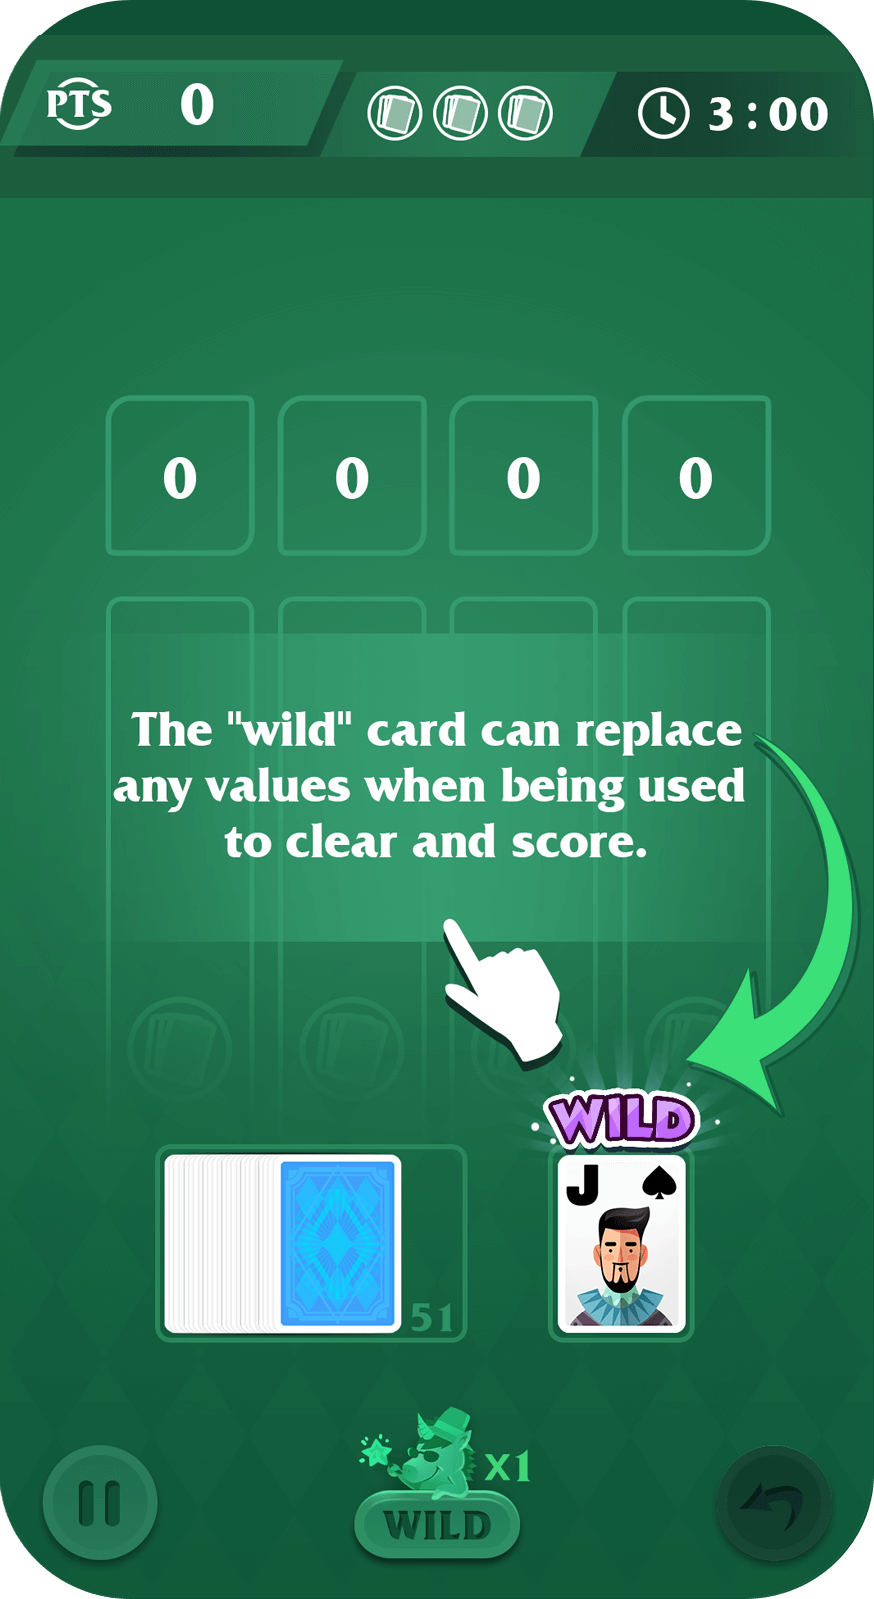 PTS 0 3:00
0 0 0 0
The "wild" card can replace
any values when being used
to clear and score.
WILD
J
51
x1
WILD